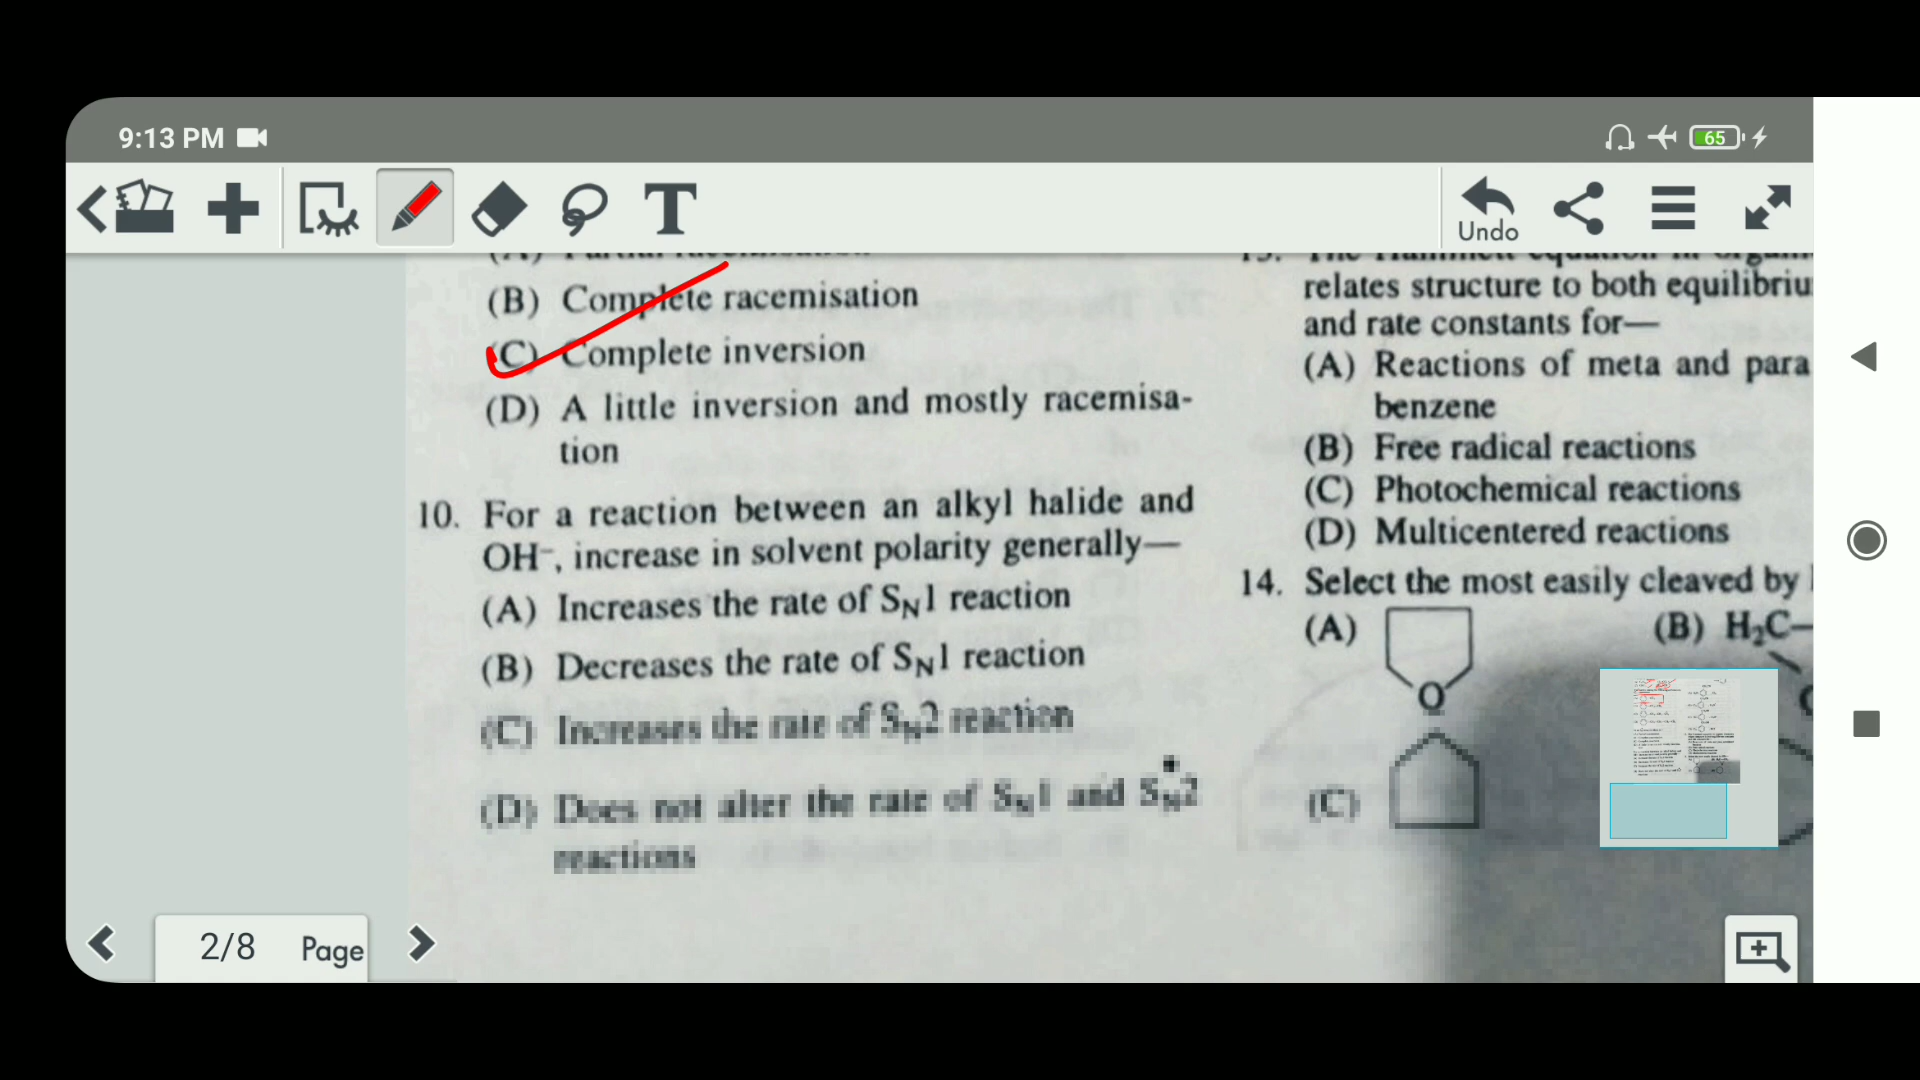 9:13 PM
65
Undo
(B) Complete racemisation
(C) Complete inversion
(D) A little inversion and mostly racemisa-
tion
10. For a reaction between an alkyl halide and
OH⁻, increase in solvent polarity generally—
(A) Increases the rate of SN1 reaction
(B) Decreases the rate of SN1 reaction
(C) Increases the rate of SN2 reaction
(D) Does not alter the rate of SN1 and SN2
reactions
relates structure to both equilibriu
and rate constants for—
(A) Reactions of meta and para
benzene
(B) Free radical reactions
(C) Photochemical reactions
(D) Multicentered reactions
14. Select the most easily cleaved by
(A)
O
(B) H₂C—
(C)
2/8 Page